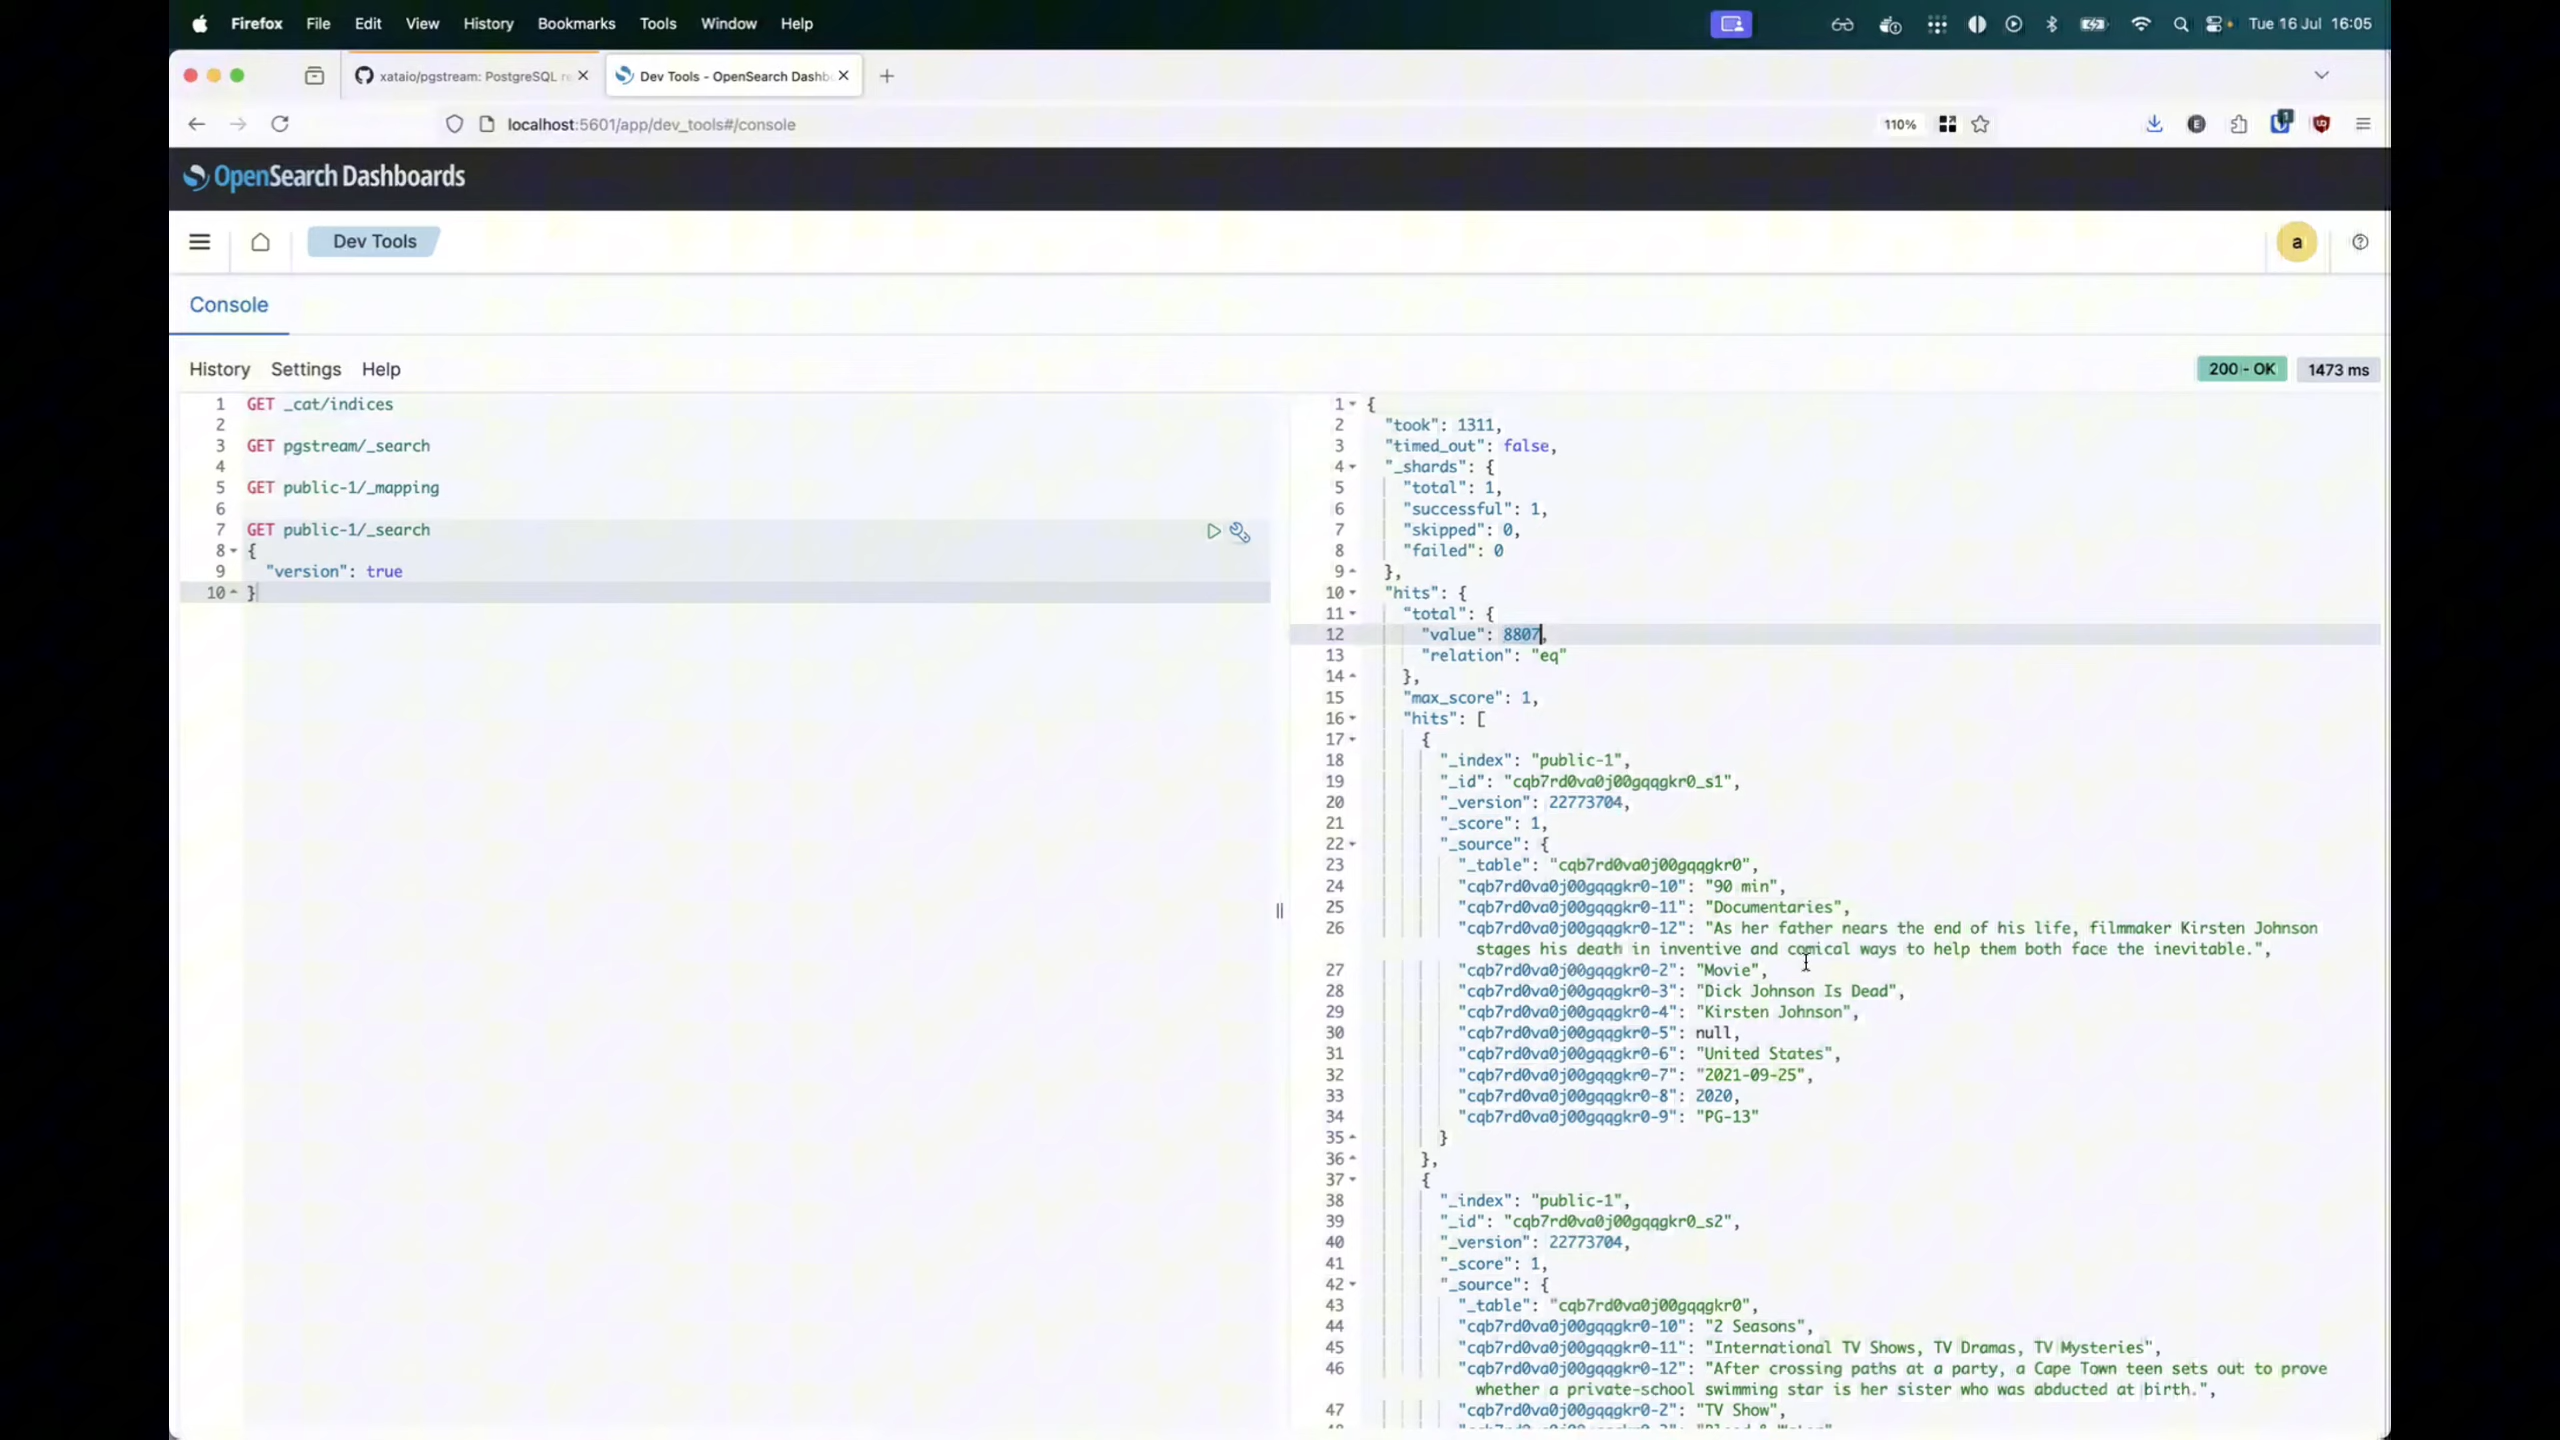 Firefox File Edit View History Bookmarks Tools Window Help Tue 16 Jul 16:05
xataio/pgstream: PostgreSQL re Dev Tools - OpenSearch Dashb
localhost:5601/app/dev_tools#/console 110%
OpenSearch Dashboards
Dev Tools a
Console
History Settings Help 200 - OK 1473 ms
1 GET _cat/indices
2
3 GET pgstream/_search
4
5 GET public-1/_mapping
6
7 GET public-1/_search
8 {
9 "version": true
10 }
1 {
2 "took": 1311,
3 "timed_out": false,
4 "_shards": {
5 "total": 1,
6 "successful": 1,
7 "skipped": 0,
8 "failed": 0
9 },
10 "hits": {
11 "total": {
12 "value": 8807,
13 "relation": "eq"
14 },
15 "max_score": 1,
16 "hits": [
17 {
18 "_index": "public-1",
19 "_id": "cqb7rd0va0j00gqqgkr0_s1",
20 "_version": 22773704,
21 "_score": 1,
22 "_source": {
23 "_table": "cqb7rd0va0j00gqqgkr0",
24 "cqb7rd0va0j00gqqgkr0-10": "90 min",
25 "cqb7rd0va0j00gqqgkr0-11": "Documentaries",
26 "cqb7rd0va0j00gqqgkr0-12": "As her father nears the end of his life, filmmaker Kirsten Johnson
stages his death in inventive and comical ways to help them both face the inevitable.",
27 "cqb7rd0va0j00gqqgkr0-2": "Movie",
28 "cqb7rd0va0j00gqqgkr0-3": "Dick Johnson Is Dead",
29 "cqb7rd0va0j00gqqgkr0-4": "Kirsten Johnson",
30 "cqb7rd0va0j00gqqgkr0-5": null,
31 "cqb7rd0va0j00gqqgkr0-6": "United States",
32 "cqb7rd0va0j00gqqgkr0-7": "2021-09-25",
33 "cqb7rd0va0j00gqqgkr0-8": 2020,
34 "cqb7rd0va0j00gqqgkr0-9": "PG-13"
35 }
36 },
37 {
38 "_index": "public-1",
39 "_id": "cqb7rd0va0j00gqqgkr0_s2",
40 "_version": 22773704,
41 "_score": 1,
42 "_source": {
43 "_table": "cqb7rd0va0j00gqqgkr0",
44 "cqb7rd0va0j00gqqgkr0-10": "2 Seasons",
45 "cqb7rd0va0j00gqqgkr0-11": "International TV Shows, TV Dramas, TV Mysteries",
46 "cqb7rd0va0j00gqqgkr0-12": "After crossing paths at a party, a Cape Town teen sets out to prove
whether a private-school swimming star is her sister who was abducted at birth.",
47 "cqb7rd0va0j00gqqgkr0-2": "TV Show",